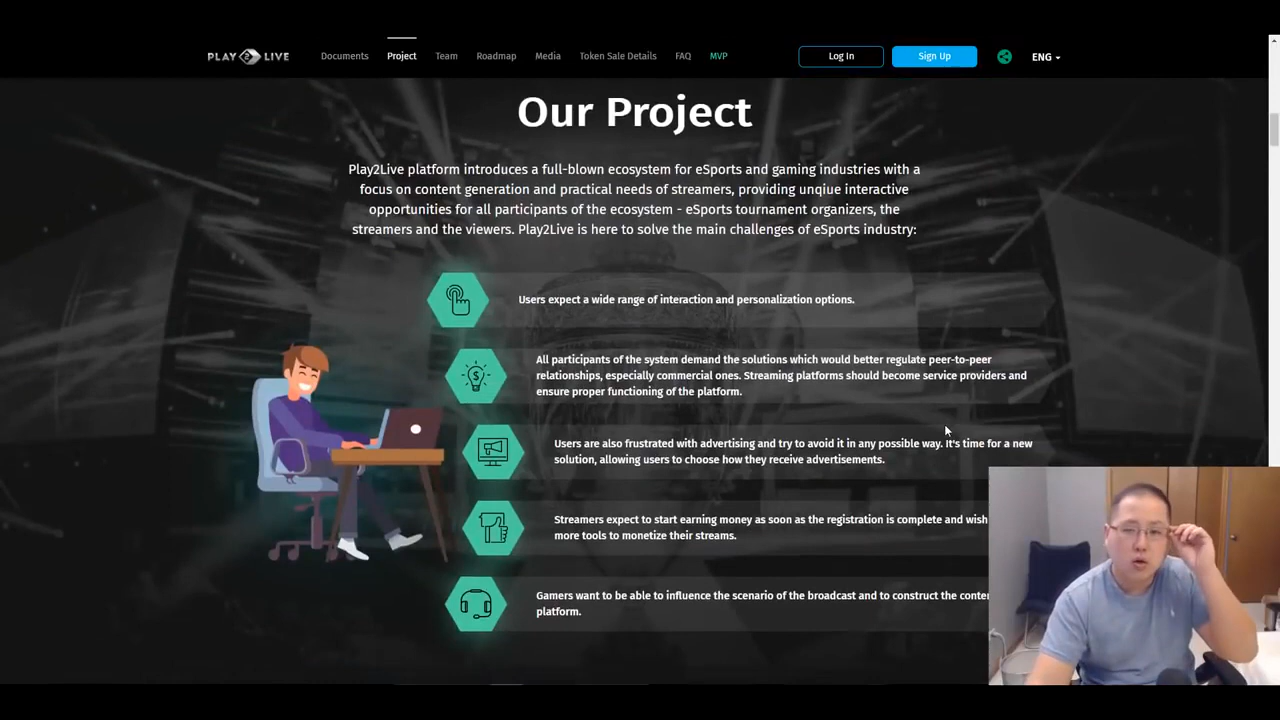 PLAY 2 LIVE
Documents
Project
Team
Roadmap
Media
Token Sale Details
FAQ
MVP
Log In
Sign Up
ENG
Our Project
Play2Live platform introduces a full-blown ecosystem for eSports and gaming industries with a
focus on content generation and practical needs of streamers, providing unqiue interactive
opportunities for all participants of the ecosystem - eSports tournament organizers, the
streamers and the viewers. Play2Live is here to solve the main challenges of eSports industry:
Users expect a wide range of interaction and personalization options.
All participants of the system demand the solutions which would better regulate peer-to-peer
relationships, especially commercial ones. Streaming platforms should become service providers and
ensure proper functioning of the platform.
Users are also frustrated with advertising and try to avoid it in any possible way. It's time for a new
solution, allowing users to choose how they receive advertisements.
Streamers expect to start earning money as soon as the registration is complete and wish
more tools to monetize their streams.
Gamers want to be able to influence the scenario of the broadcast and to construct the
platform.